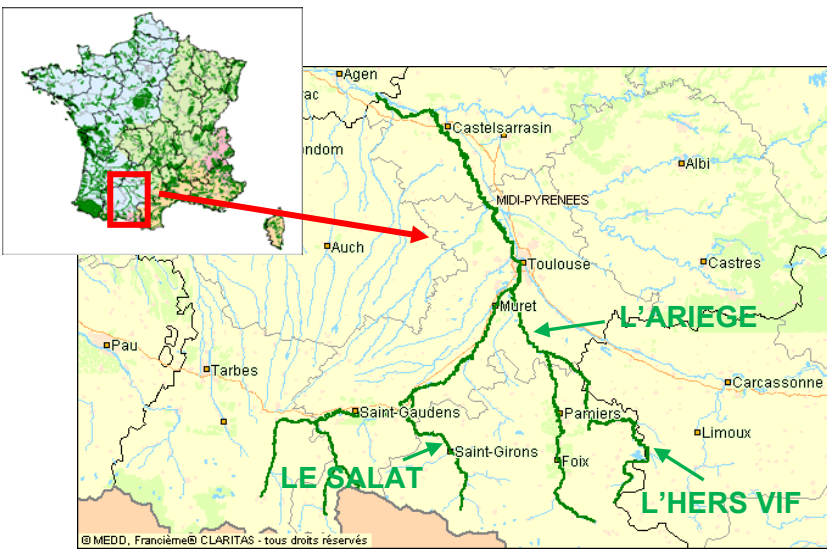 Agen
ac
Castelsarrasin
ndom
Albi
MIDI-PYRENEES
Auch
Toulouse
Castres
Muret
L'ARIEGE
Pau
Tarbes
Carcassonne
Saint-Gaudens
Pamiers
Limoux
Saint-Girons
Foix
LE SALAT
L'HERS VIF
© MEDD, Francième® CLARITAS - tous droits réservés